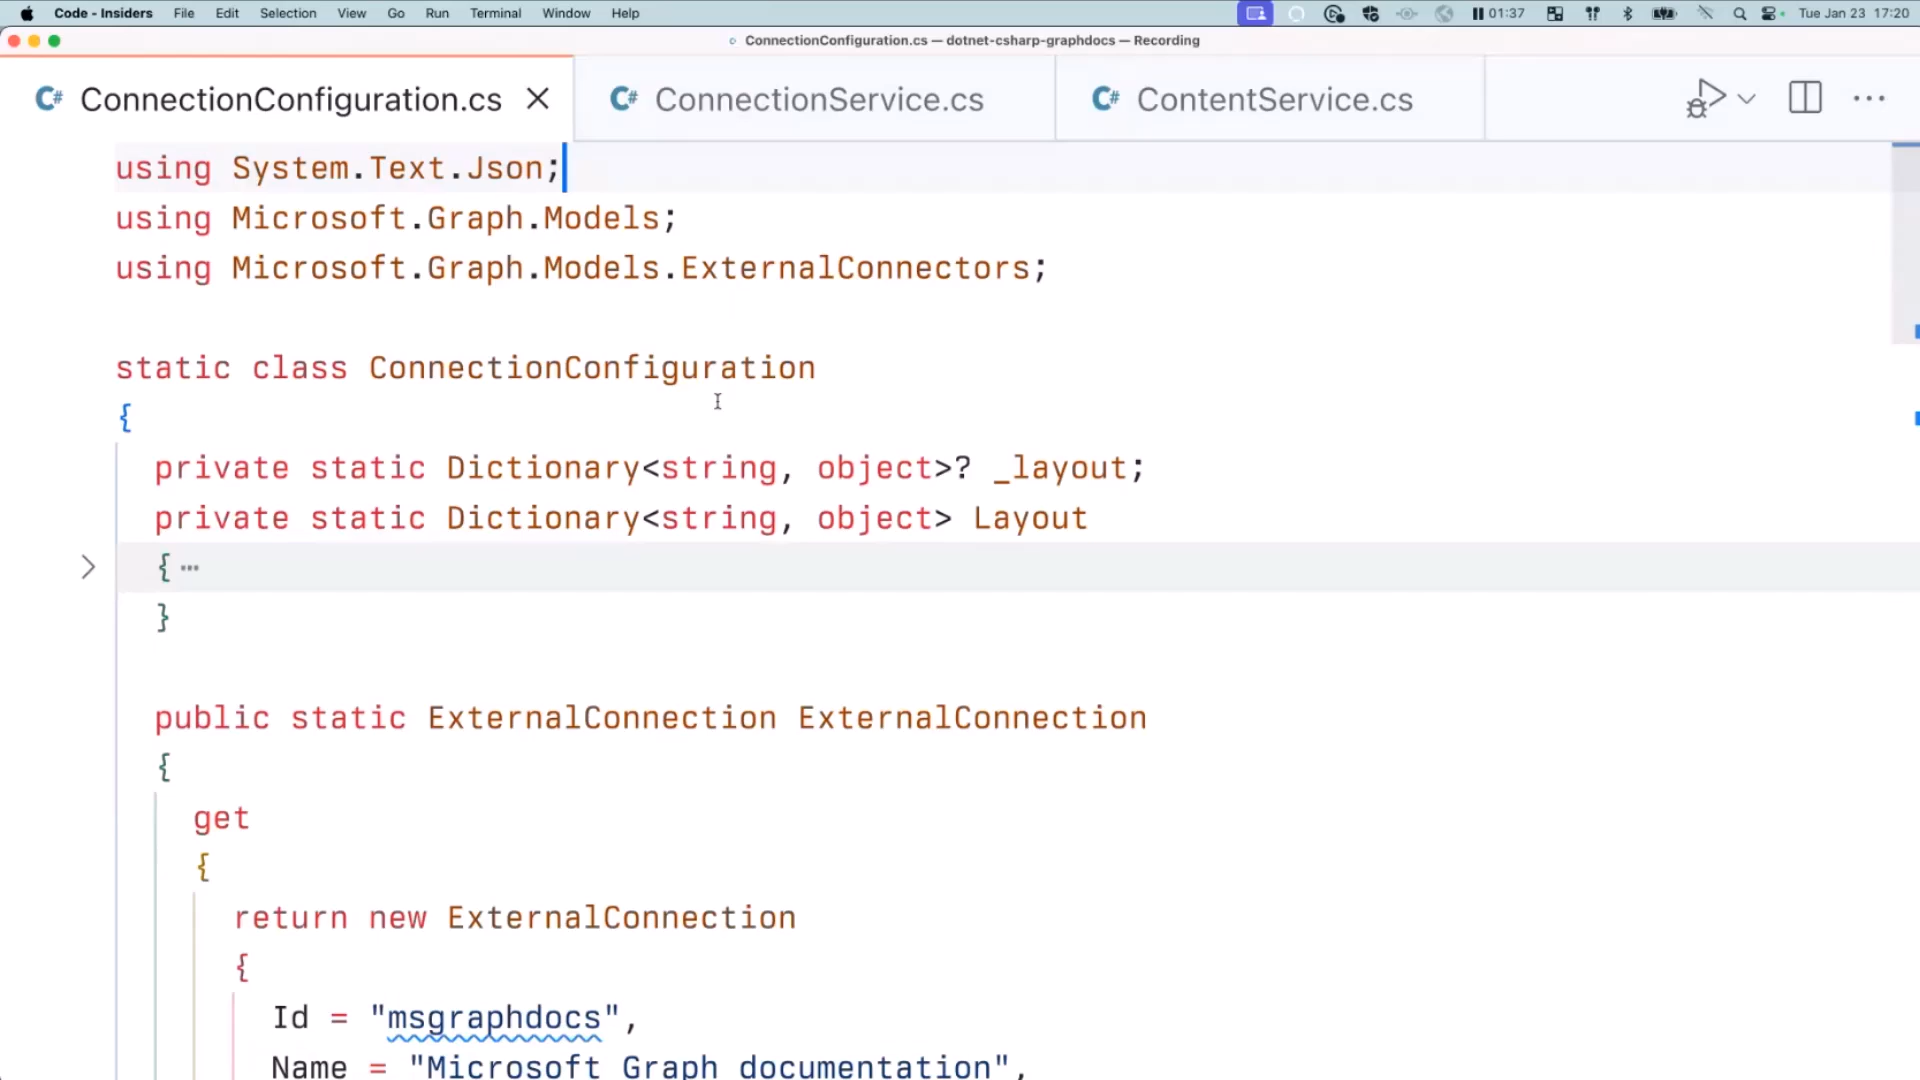 Code - Insiders File Edit Selection View Go Run Terminal Window Help 01:37 Tue Jan 23 17:20
ConnectionConfiguration.cs — dotnet-csharp-graphdocs — Recording
C# ConnectionConfiguration.cs C# ConnectionService.cs C# ContentService.cs
using System.Text.Json;
using Microsoft.Graph.Models;
using Microsoft.Graph.Models.ExternalConnectors;
static class ConnectionConfiguration
{
private static Dictionary<string, object>? _layout;
private static Dictionary<string, object> Layout
{ ···
}
public static ExternalConnection ExternalConnection
{
get
{
return new ExternalConnection
{
Id = "msgraphdocs",
Name = "Microsoft Graph documentation",